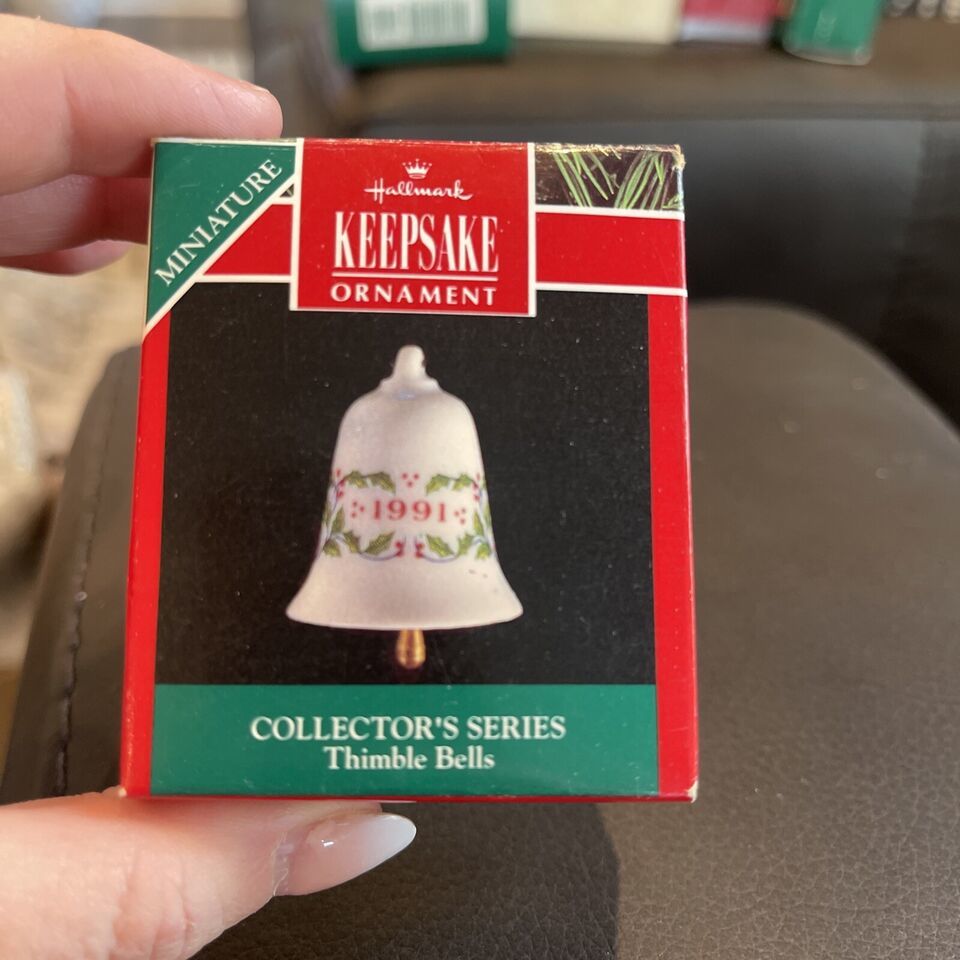 MINIATURE
Hallmark
KEEPSAKE
ORNAMENT
1991
COLLECTOR'S SERIES
Thimble Bells